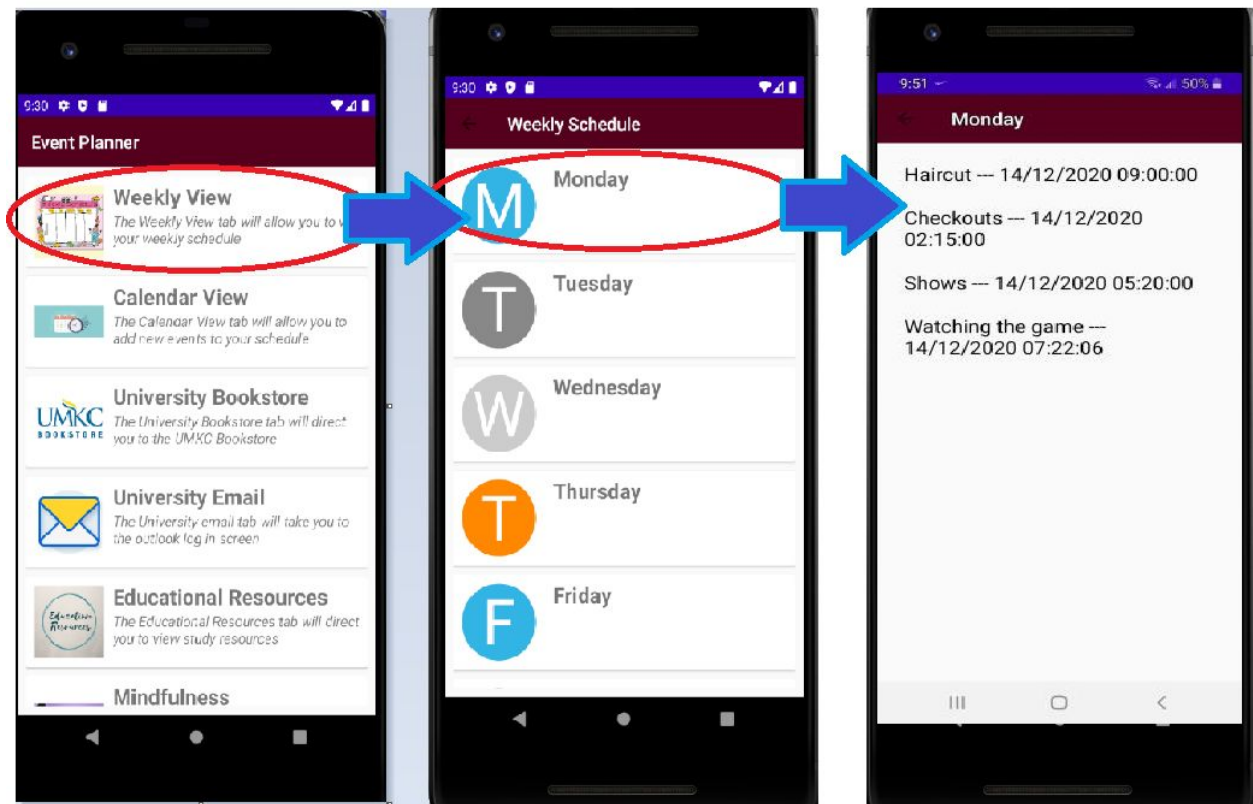 9:30
Event Planner
Weekly View
The Weekly View tab will allow you to v
your weekly schedule
Calendar View
The Calendar View tab will allow you to
add new events to your schedule
UMKC
BOOKSTORE
University Bookstore
The University Bookstore tab will direct
you to the UMKC Bookstore
University Email
The University email tab will take you to
the outlook log in screen
Education
Resources
Educational Resources
The Educational Resources tab will direct
you to view study resources
Mindfulness
9:30
Weekly Schedule
M
Monday
T
Tuesday
W
Wednesday
T
Thursday
F
Friday
9:51
50%
Monday
Haircut --- 14/12/2020 09:00:00
Checkouts --- 14/12/2020
02:15:00
Shows --- 14/12/2020 05:20:00
Watching the game ---
14/12/2020 07:22:06